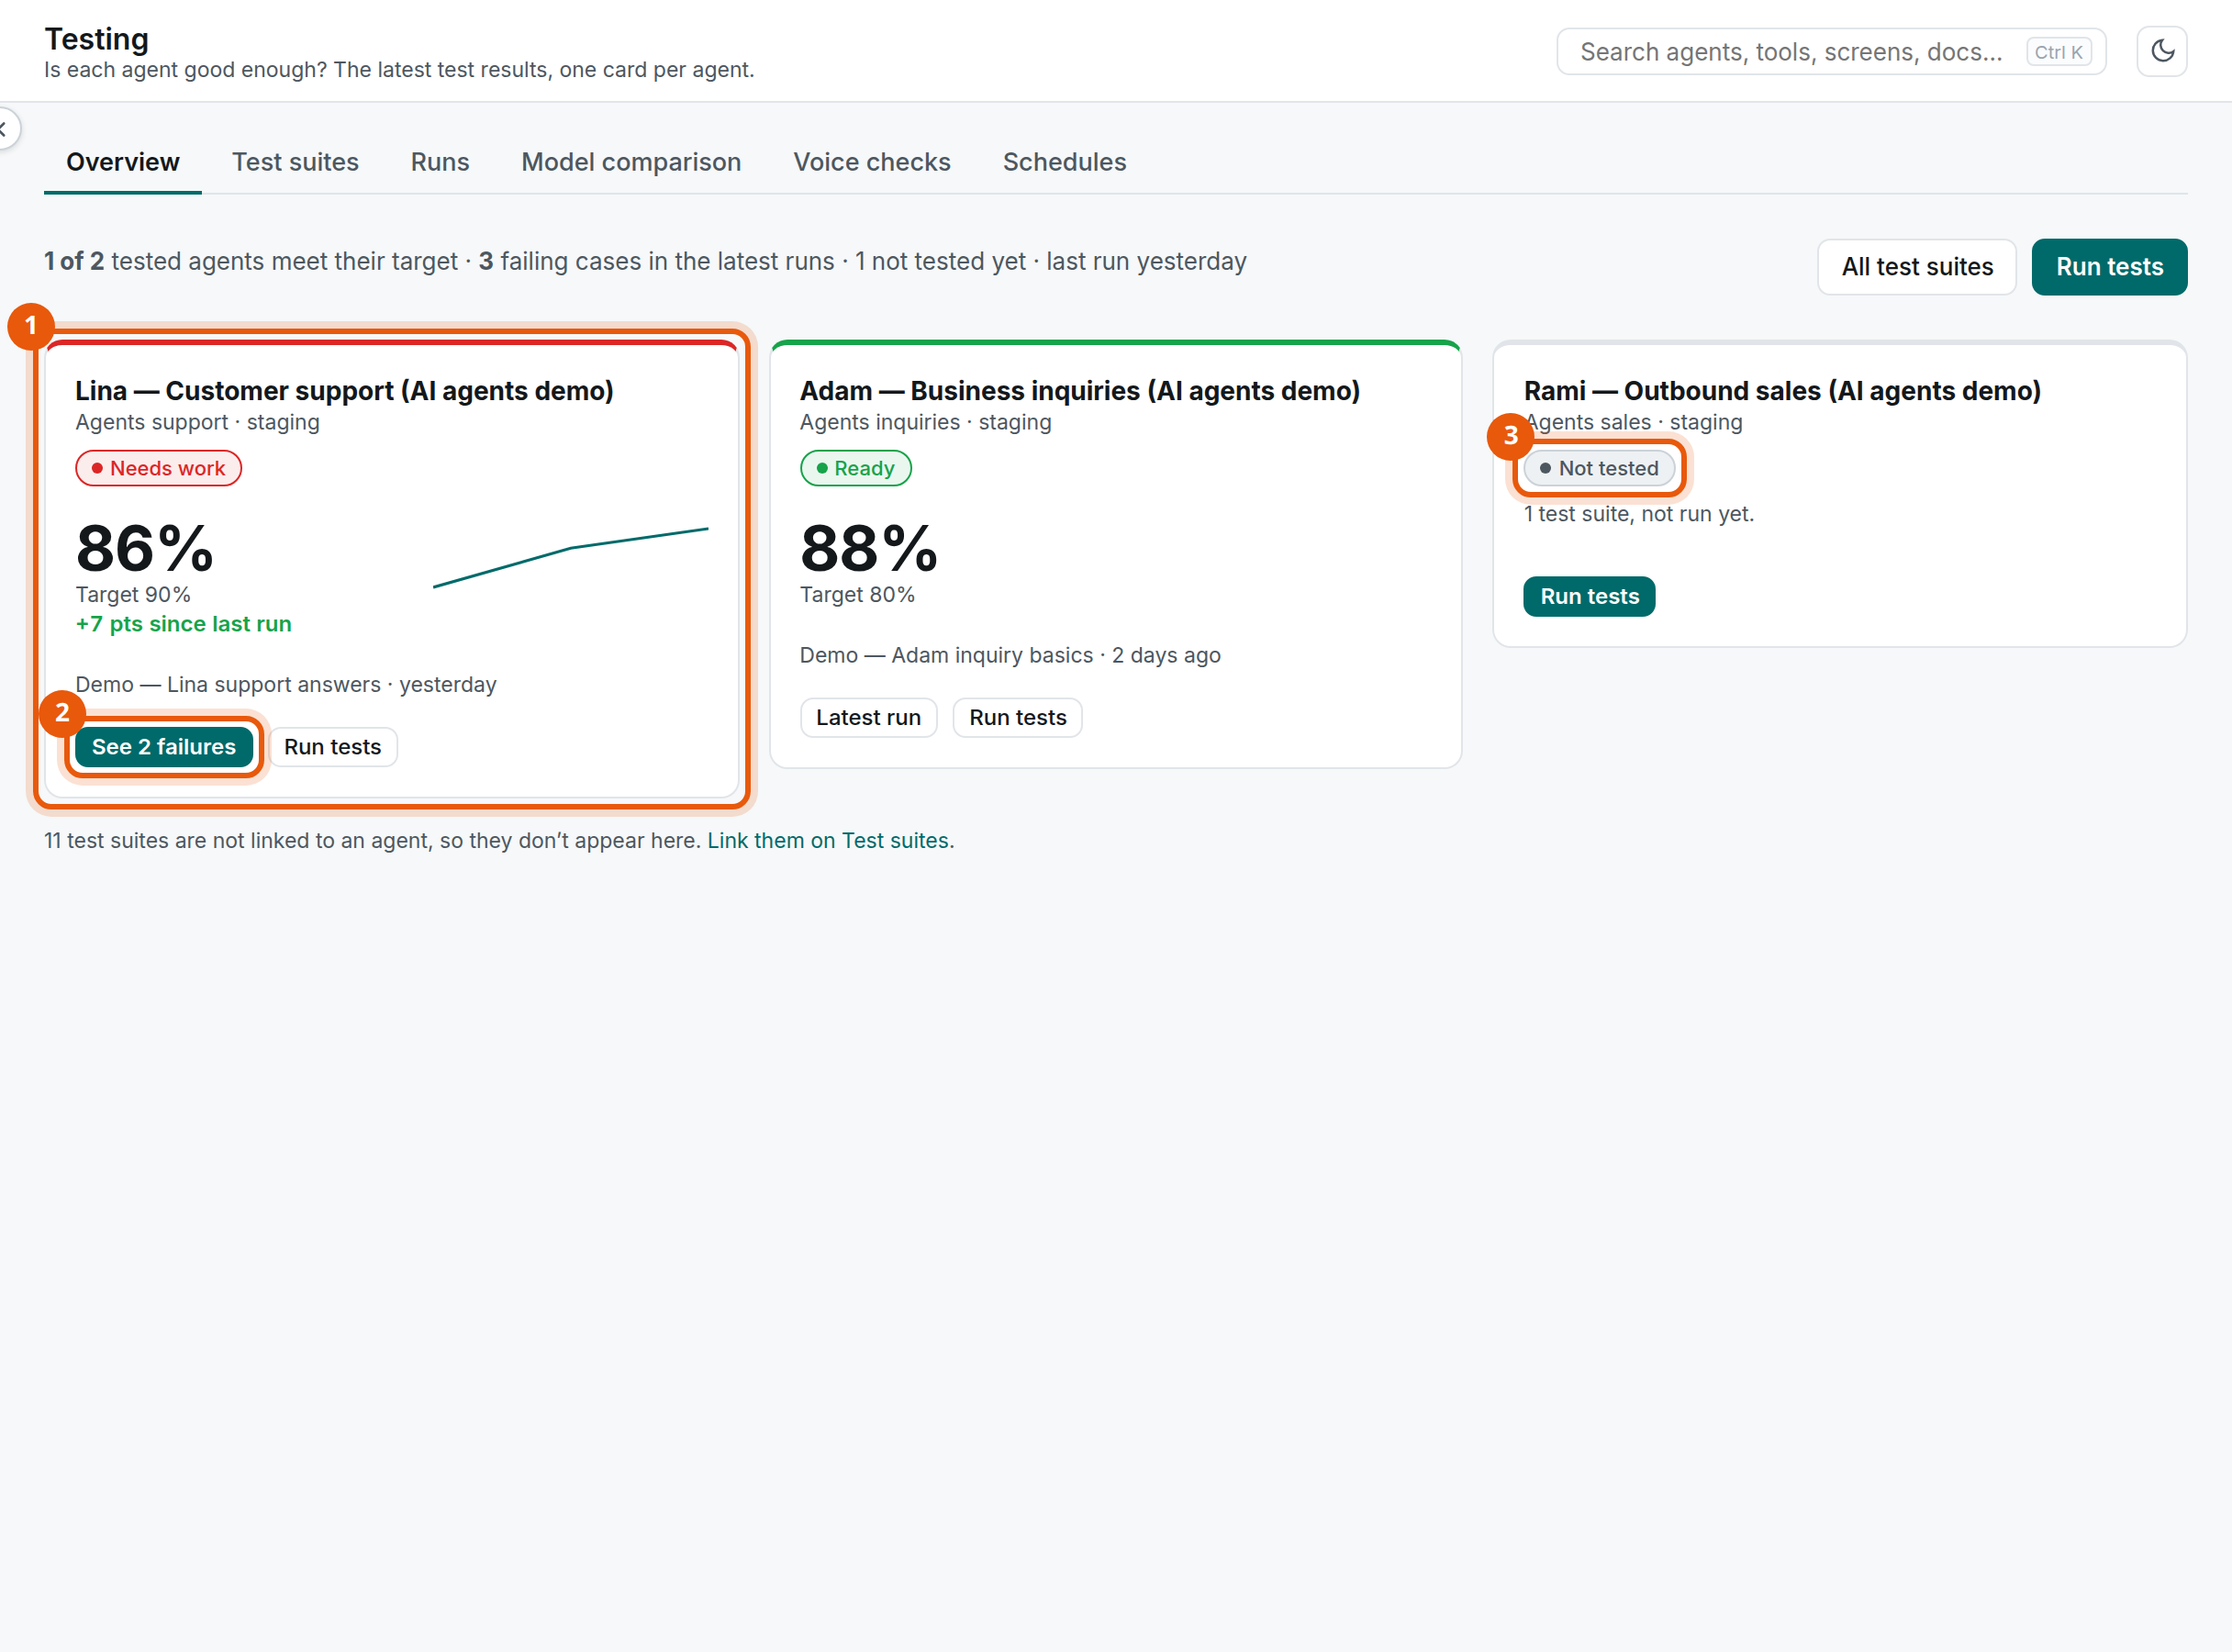 Testing
Is each agent good enough? The latest test results, one card per agent.
Search agents, tools, screens, docs... Ctrl K
Overview Test suites Runs Model comparison Voice checks Schedules
1 of 2 tested agents meet their target · 3 failing cases in the latest runs · 1 not tested yet · last run yesterday
All test suites Run tests
1
Lina — Customer support (AI agents demo)
Agents support · staging
Needs work
86%
Target 90%
+7 pts since last run
Demo — Lina support answers · yesterday
2
See 2 failures Run tests
Adam — Business inquiries (AI agents demo)
Agents inquiries · staging
Ready
88%
Target 80%
Demo — Adam inquiry basics · 2 days ago
Latest run Run tests
Rami — Outbound sales (AI agents demo)
Agents sales · staging
3
Not tested
1 test suite, not run yet.
Run tests
11 test suites are not linked to an agent, so they don’t appear here. Link them on Test suites.